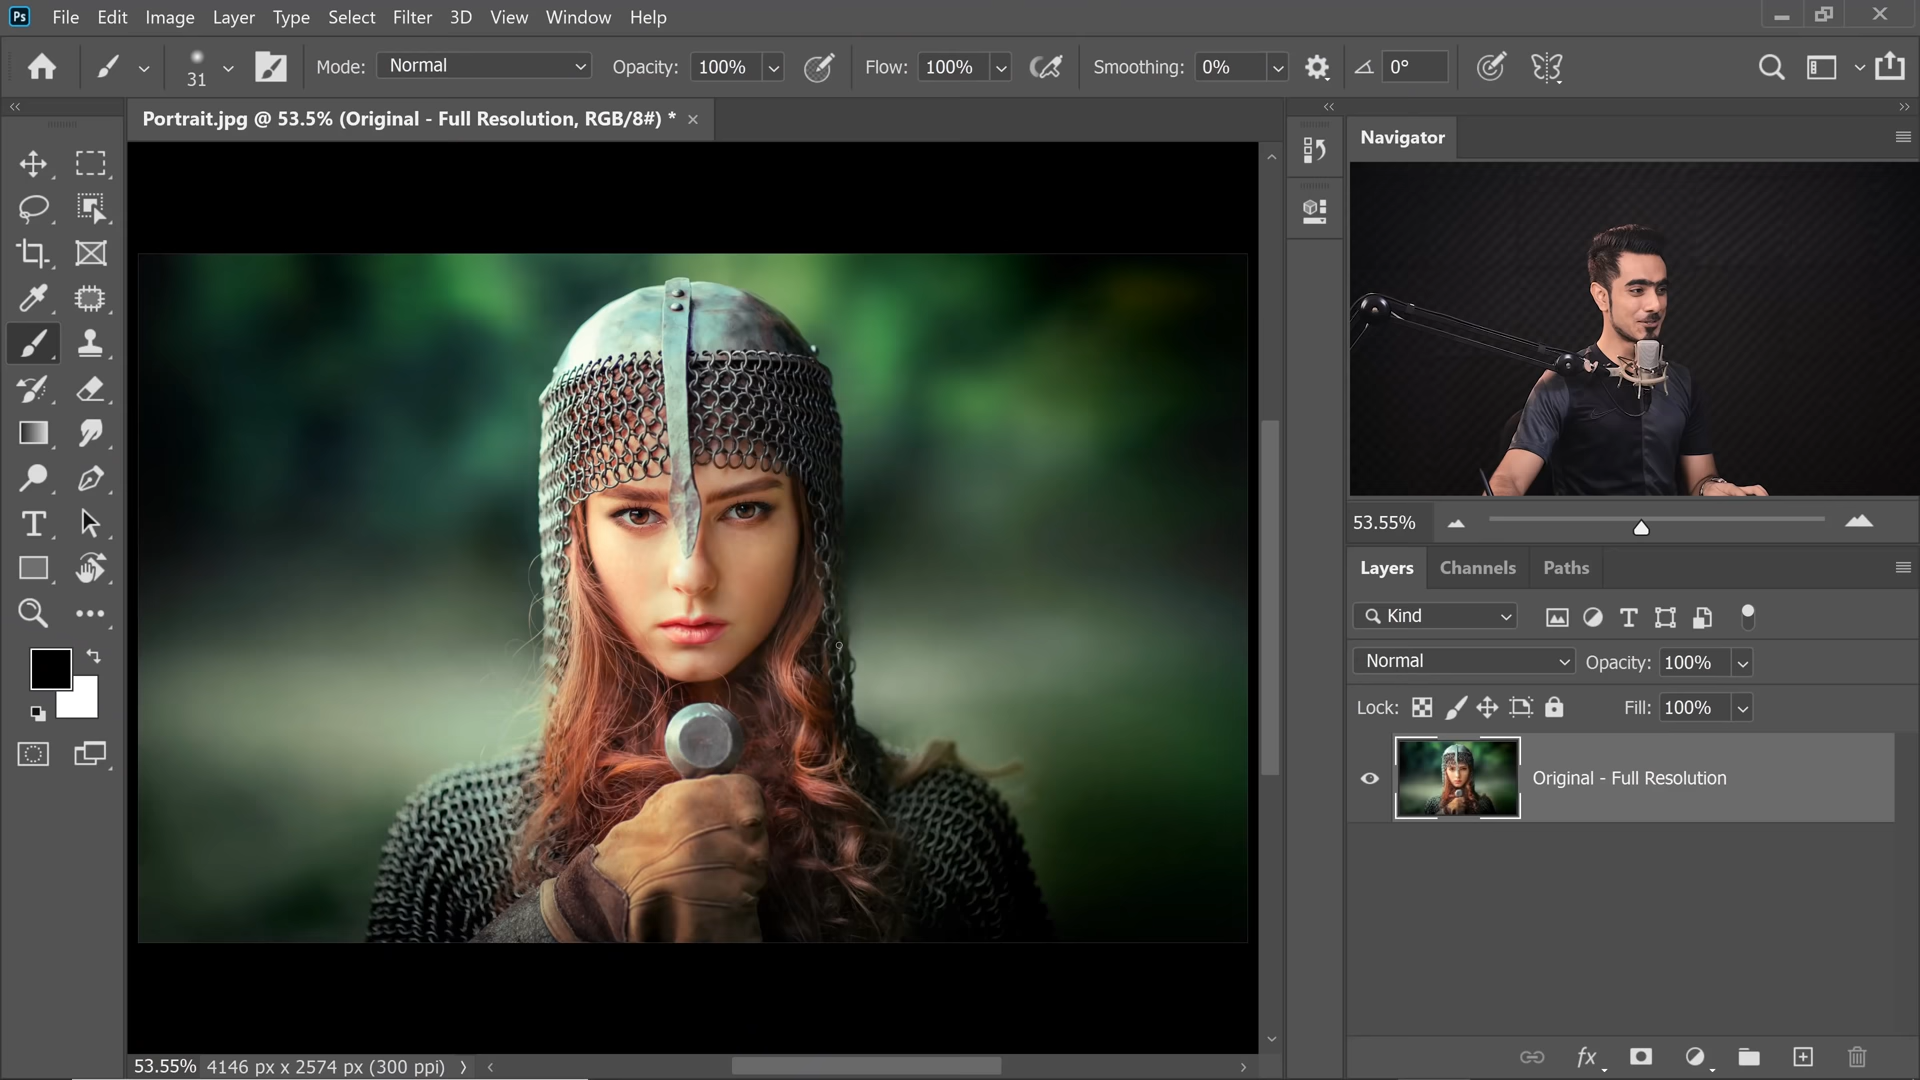 Ps File Edit Image Layer Type Select Filter 3D View Window Help
31 Mode: Normal Opacity: 100% Flow: 100% Smoothing: 0% 0°
Portrait.jpg @ 53.5% (Original - Full Resolution, RGB/8#) *
Navigator
53.55%
Layers Channels Paths
Kind
Normal Opacity: 100%
Lock: Fill: 100%
Original - Full Resolution
fx
53.55% 4146 px x 2574 px (300 ppi)